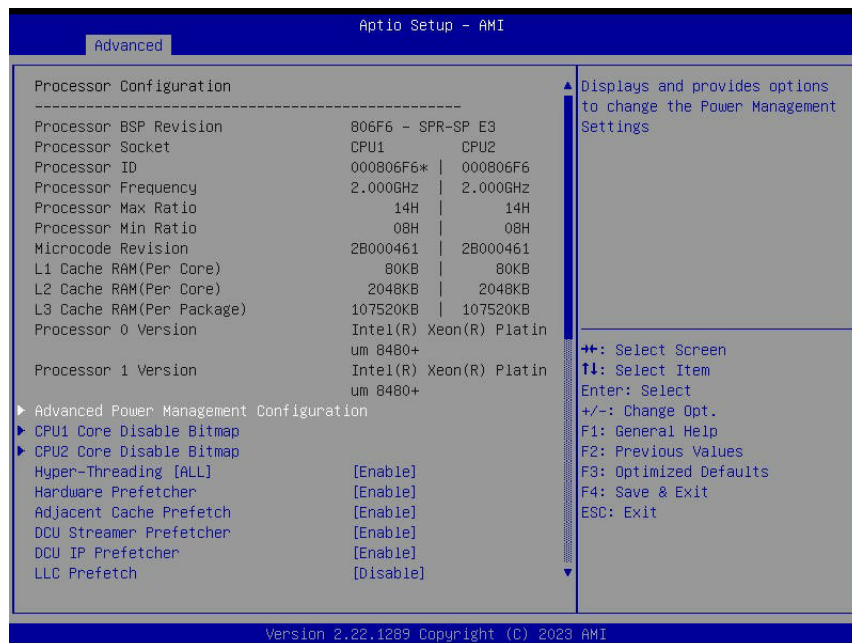 Aptio Setup - AMI
Advanced
Processor Configuration
--------------------------------------------------
Processor BSP Revision 806F6 - SPR-SP E3
Processor Socket CPU1 CPU2
Processor ID 000806F6* | 000806F6
Processor Frequency 2.000GHz | 2.000GHz
Processor Max Ratio 14H | 14H
Processor Min Ratio 08H | 08H
Microcode Revision 2B000461 | 2B000461
L1 Cache RAM(Per Core) 80KB | 80KB
L2 Cache RAM(Per Core) 2048KB | 2048KB
L3 Cache RAM(Per Package) 107520KB | 107520KB
Processor 0 Version Intel(R) Xeon(R) Platin
um 8480+
Processor 1 Version Intel(R) Xeon(R) Platin
um 8480+
Advanced Power Management Configuration
CPU1 Core Disable Bitmap
CPU2 Core Disable Bitmap
Hyper-Threading [ALL] [Enable]
Hardware Prefetcher [Enable]
Adjacent Cache Prefetch [Enable]
DCU Streamer Prefetcher [Enable]
DCU IP Prefetcher [Enable]
LLC Prefetch [Disable]
Displays and provides options
to change the Power Management
Settings
→←: Select Screen
↑↓: Select Item
Enter: Select
+/-: Change Opt.
F1: General Help
F2: Previous Values
F3: Optimized Defaults
F4: Save & Exit
ESC: Exit
Version 2.22.1289 Copyright (C) 2023 AMI